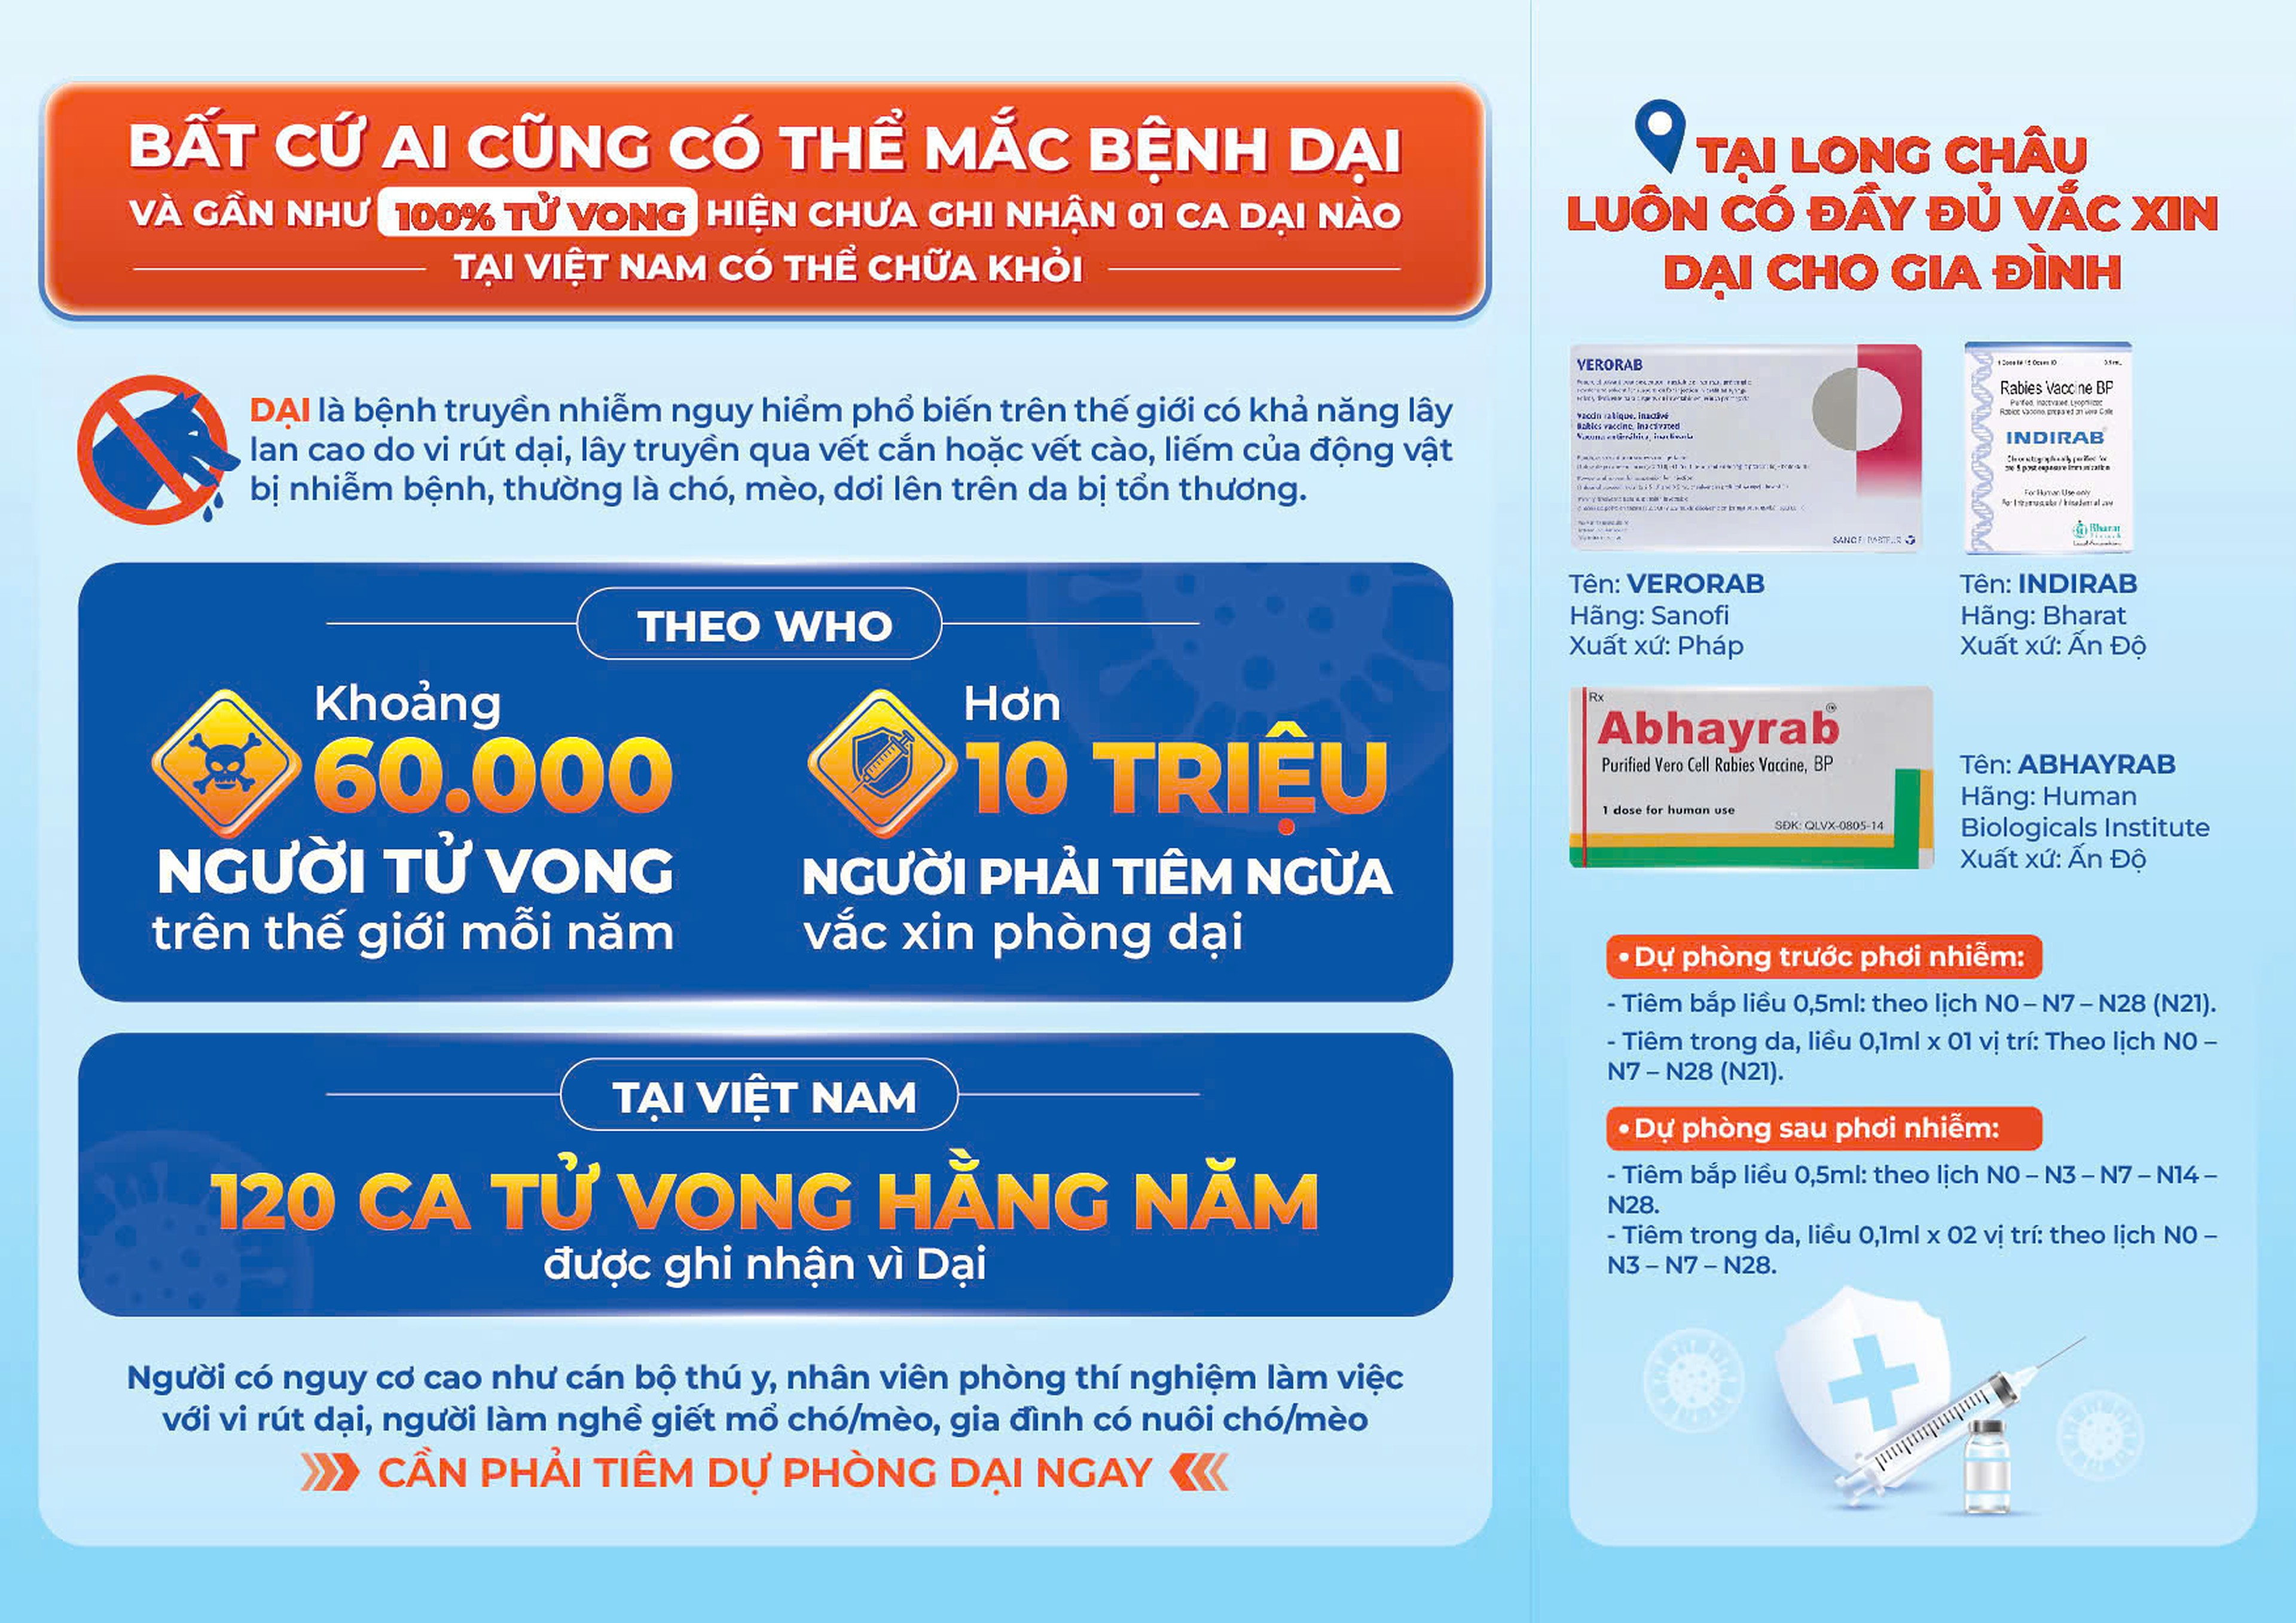 BẤT CỨ AI CŨNG CÓ THỂ MẮC BỆNH DẠI
VÀ GẦN NHƯ 100% TỬ VONG HIỆN CHƯA GHI NHẬN 01 CA DẠI NÀO
TẠI VIỆT NAM CÓ THỂ CHỮA KHỎI
DẠI là bệnh truyền nhiễm nguy hiểm phổ biến trên thế giới có khả năng lây
lan cao do vi rút dại, lây truyền qua vết cắn hoặc vết cào, liếm của động vật
bị nhiễm bệnh, thường là chó, mèo, dơi lên trên da bị tổn thương.
THEO WHO
Khoảng
60.000
NGƯỜI TỬ VONG
trên thế giới mỗi năm
Hơn
10 TRIỆU
NGƯỜI PHẢI TIÊM NGỪA
vắc xin phòng dại
TẠI VIỆT NAM
120 CA TỬ VONG HẰNG NĂM
được ghi nhận vì Dại
Người có nguy cơ cao như cán bộ thú y, nhân viên phòng thí nghiệm làm việc
với vi rút dại, người làm nghề giết mổ chó/mèo, gia đình có nuôi chó/mèo
CẦN PHẢI TIÊM DỰ PHÒNG DẠI NGAY
TẠI LONG CHÂU
LUÔN CÓ ĐẦY ĐỦ VẮC XIN
DẠI CHO GIA ĐÌNH
VERORAB
Vaccin rabique, inactivé
Rabies vaccine, inactivated
SANOFI PASTEUR
Rabies Vaccine BP
INDIRAB
For Human Use only
Bharat
Tên: VERORAB
Hãng: Sanofi
Xuất xứ: Pháp
Tên: INDIRAB
Hãng: Bharat
Xuất xứ: Ấn Độ
Rx
Abhayrab
Purified Vero Cell Rabies Vaccine, BP
1 dose for human use
SĐK: QLVX-0805-14
Tên: ABHAYRAB
Hãng: Human
Biologicals Institute
Xuất xứ: Ấn Độ
• Dự phòng trước phơi nhiễm:
- Tiêm bắp liều 0,5ml: theo lịch N0 – N7 – N28 (N21).
- Tiêm trong da, liều 0,1ml x 01 vị trí: Theo lịch N0 –
N7 – N28 (N21).
• Dự phòng sau phơi nhiễm:
- Tiêm bắp liều 0,5ml: theo lịch N0 – N3 – N7 – N14 –
N28.
- Tiêm trong da, liều 0,1ml x 02 vị trí: theo lịch N0 –
N3 – N7 – N28.